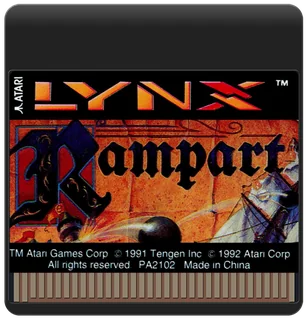 ATARI
LYNX™
Rampart
TM Atari Games Corp © 1991 Tengen Inc © 1992 Atari Corp
All rights reserved PA2102 Made in China